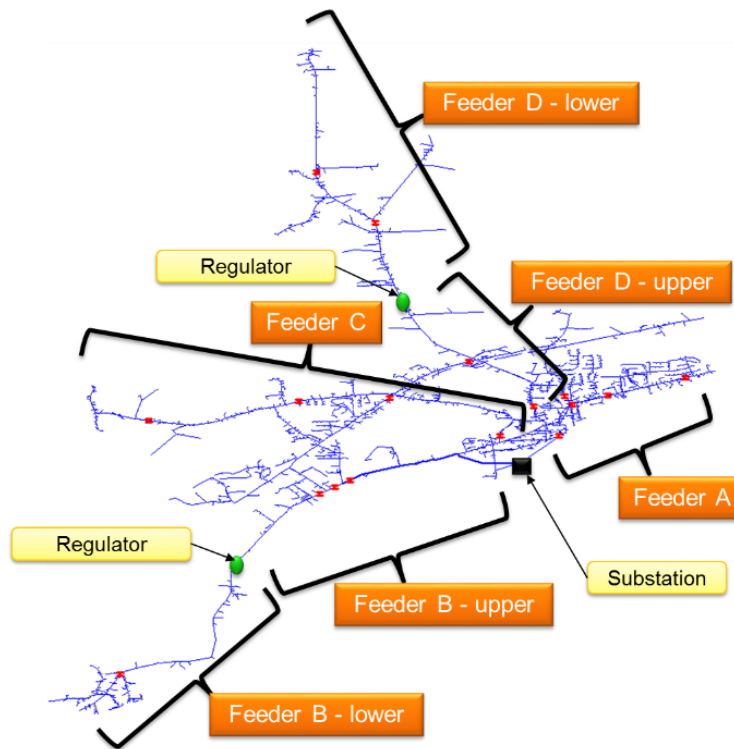 Feeder D - lower
Regulator
Feeder D - upper
Feeder C
Feeder A
Regulator
Substation
Feeder B - upper
Feeder B - lower